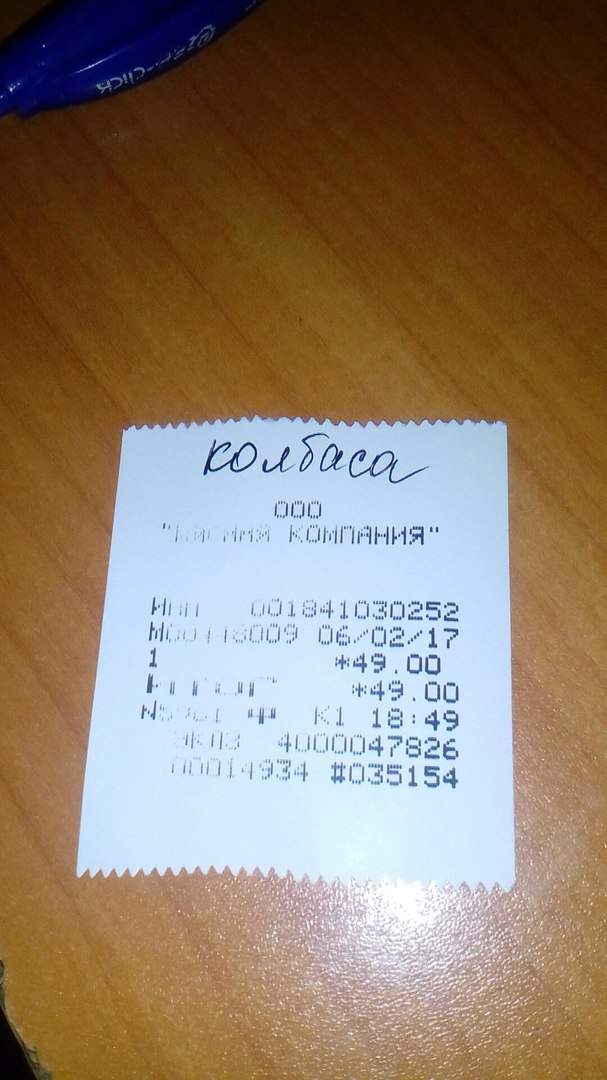 колбаса
ООО
КОМПАНИЯ"
ИНН 001841030252
06/02/17
1 *49.00
*49.00
К1 18:49
ЭКЛЗ 4000047826
00014934 #035154